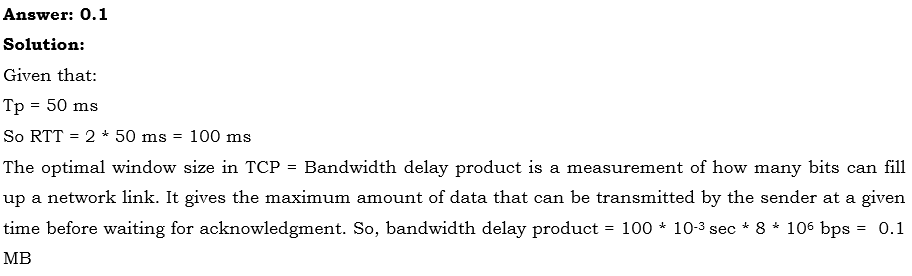 Answer: 0.1
Solution:
Given that:
Tp = 50 ms
So RTT = 2 * 50 ms = 100 ms
The optimal window size in TCP = Bandwidth delay product is a measurement of how many bits can fill
up a network link. It gives the maximum amount of data that can be transmitted by the sender at a given
time before waiting for acknowledgment. So, bandwidth delay product = 100 * 10⁻³ sec * 8 * 10⁶ bps = 0.1
MB